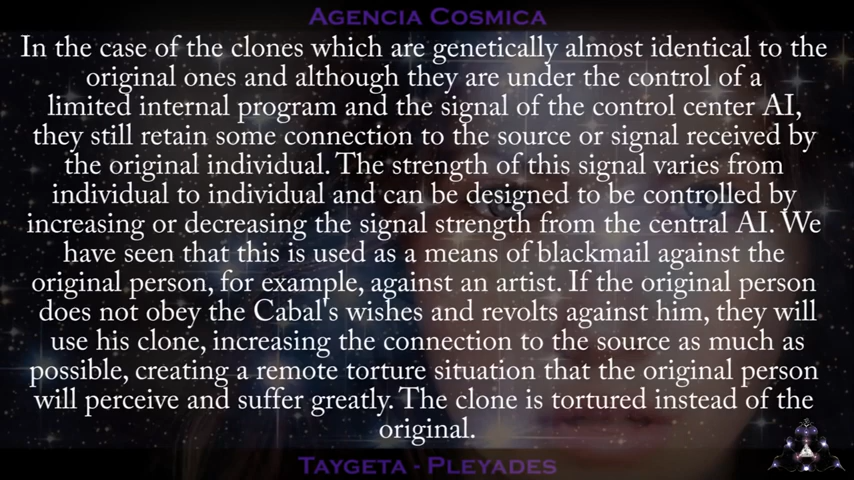 AGENCIA COSMICA
In the case of the clones which are genetically almost identical to the
original ones and although they are under the control of a
limited internal program and the signal of the control center AI,
they still retain some connection to the source or signal received by
the original individual. The strength of this signal varies from
individual to individual and can be designed to be controlled by
increasing or decreasing the signal strength from the central AI. We
have seen that this is used as a means of blackmail against the
original person, for example, against an artist. If the original person
does not obey the Cabal's wishes and revolts against him, they will
use his clone, increasing the connection to the source as much as
possible, creating a remote torture situation that the original person
will perceive and suffer greatly. The clone is tortured instead of the
original.
TAYGETA - PLEYADES